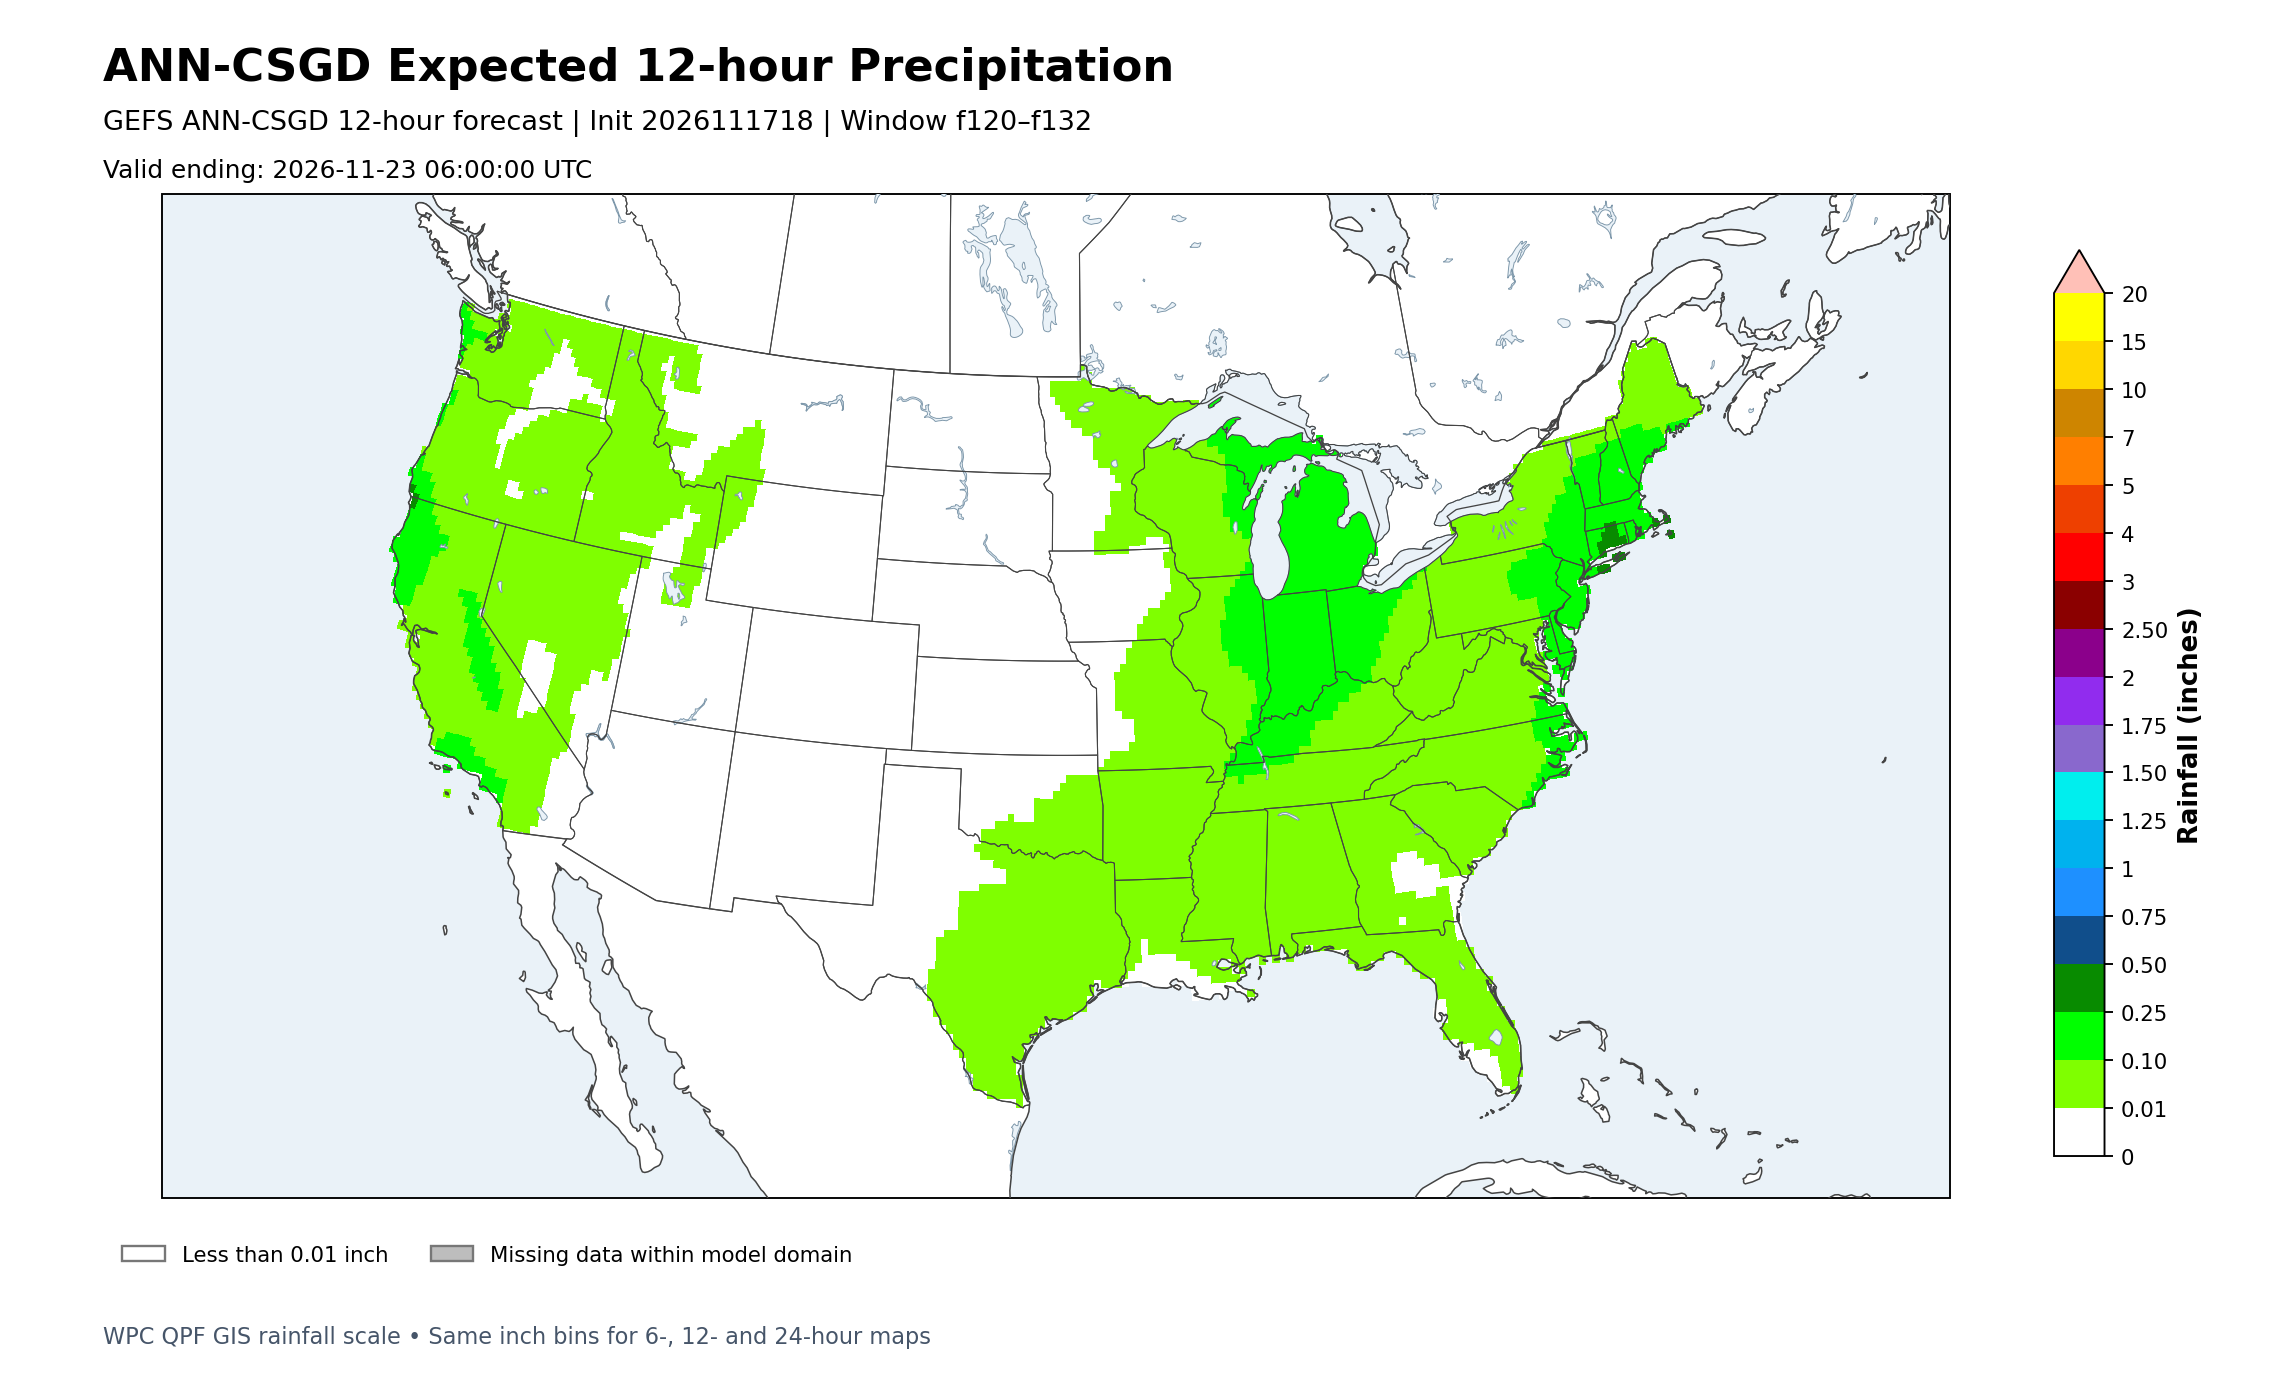 ANN-CSGD Expected 12-hour Precipitation
GEFS ANN-CSGD 12-hour forecast | Init 2026111718 | Window f120–f132
Valid ending: 2026-11-23 06:00:00 UTC
20
15
10
7
5
4
3
2.50
2
1.75
1.50
1.25
1
0.75
0.50
0.25
0.10
0.01
0
Rainfall (inches)
Less than 0.01 inch
Missing data within model domain
WPC QPF GIS rainfall scale • Same inch bins for 6-, 12- and 24-hour maps